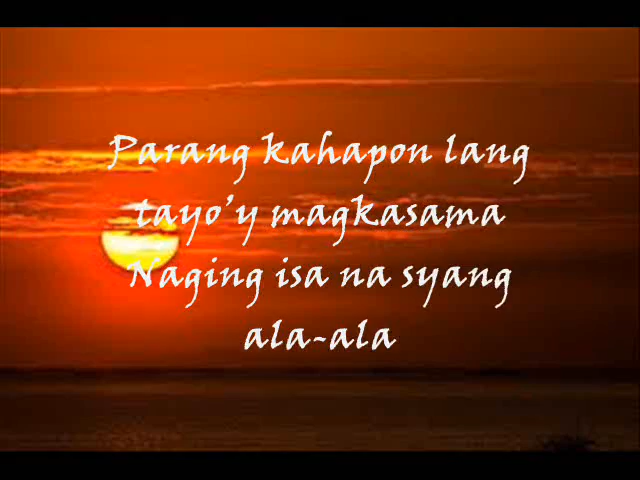 Parang kahapon lang
tayo'y magkasama
Naging isa na syang
ala-ala